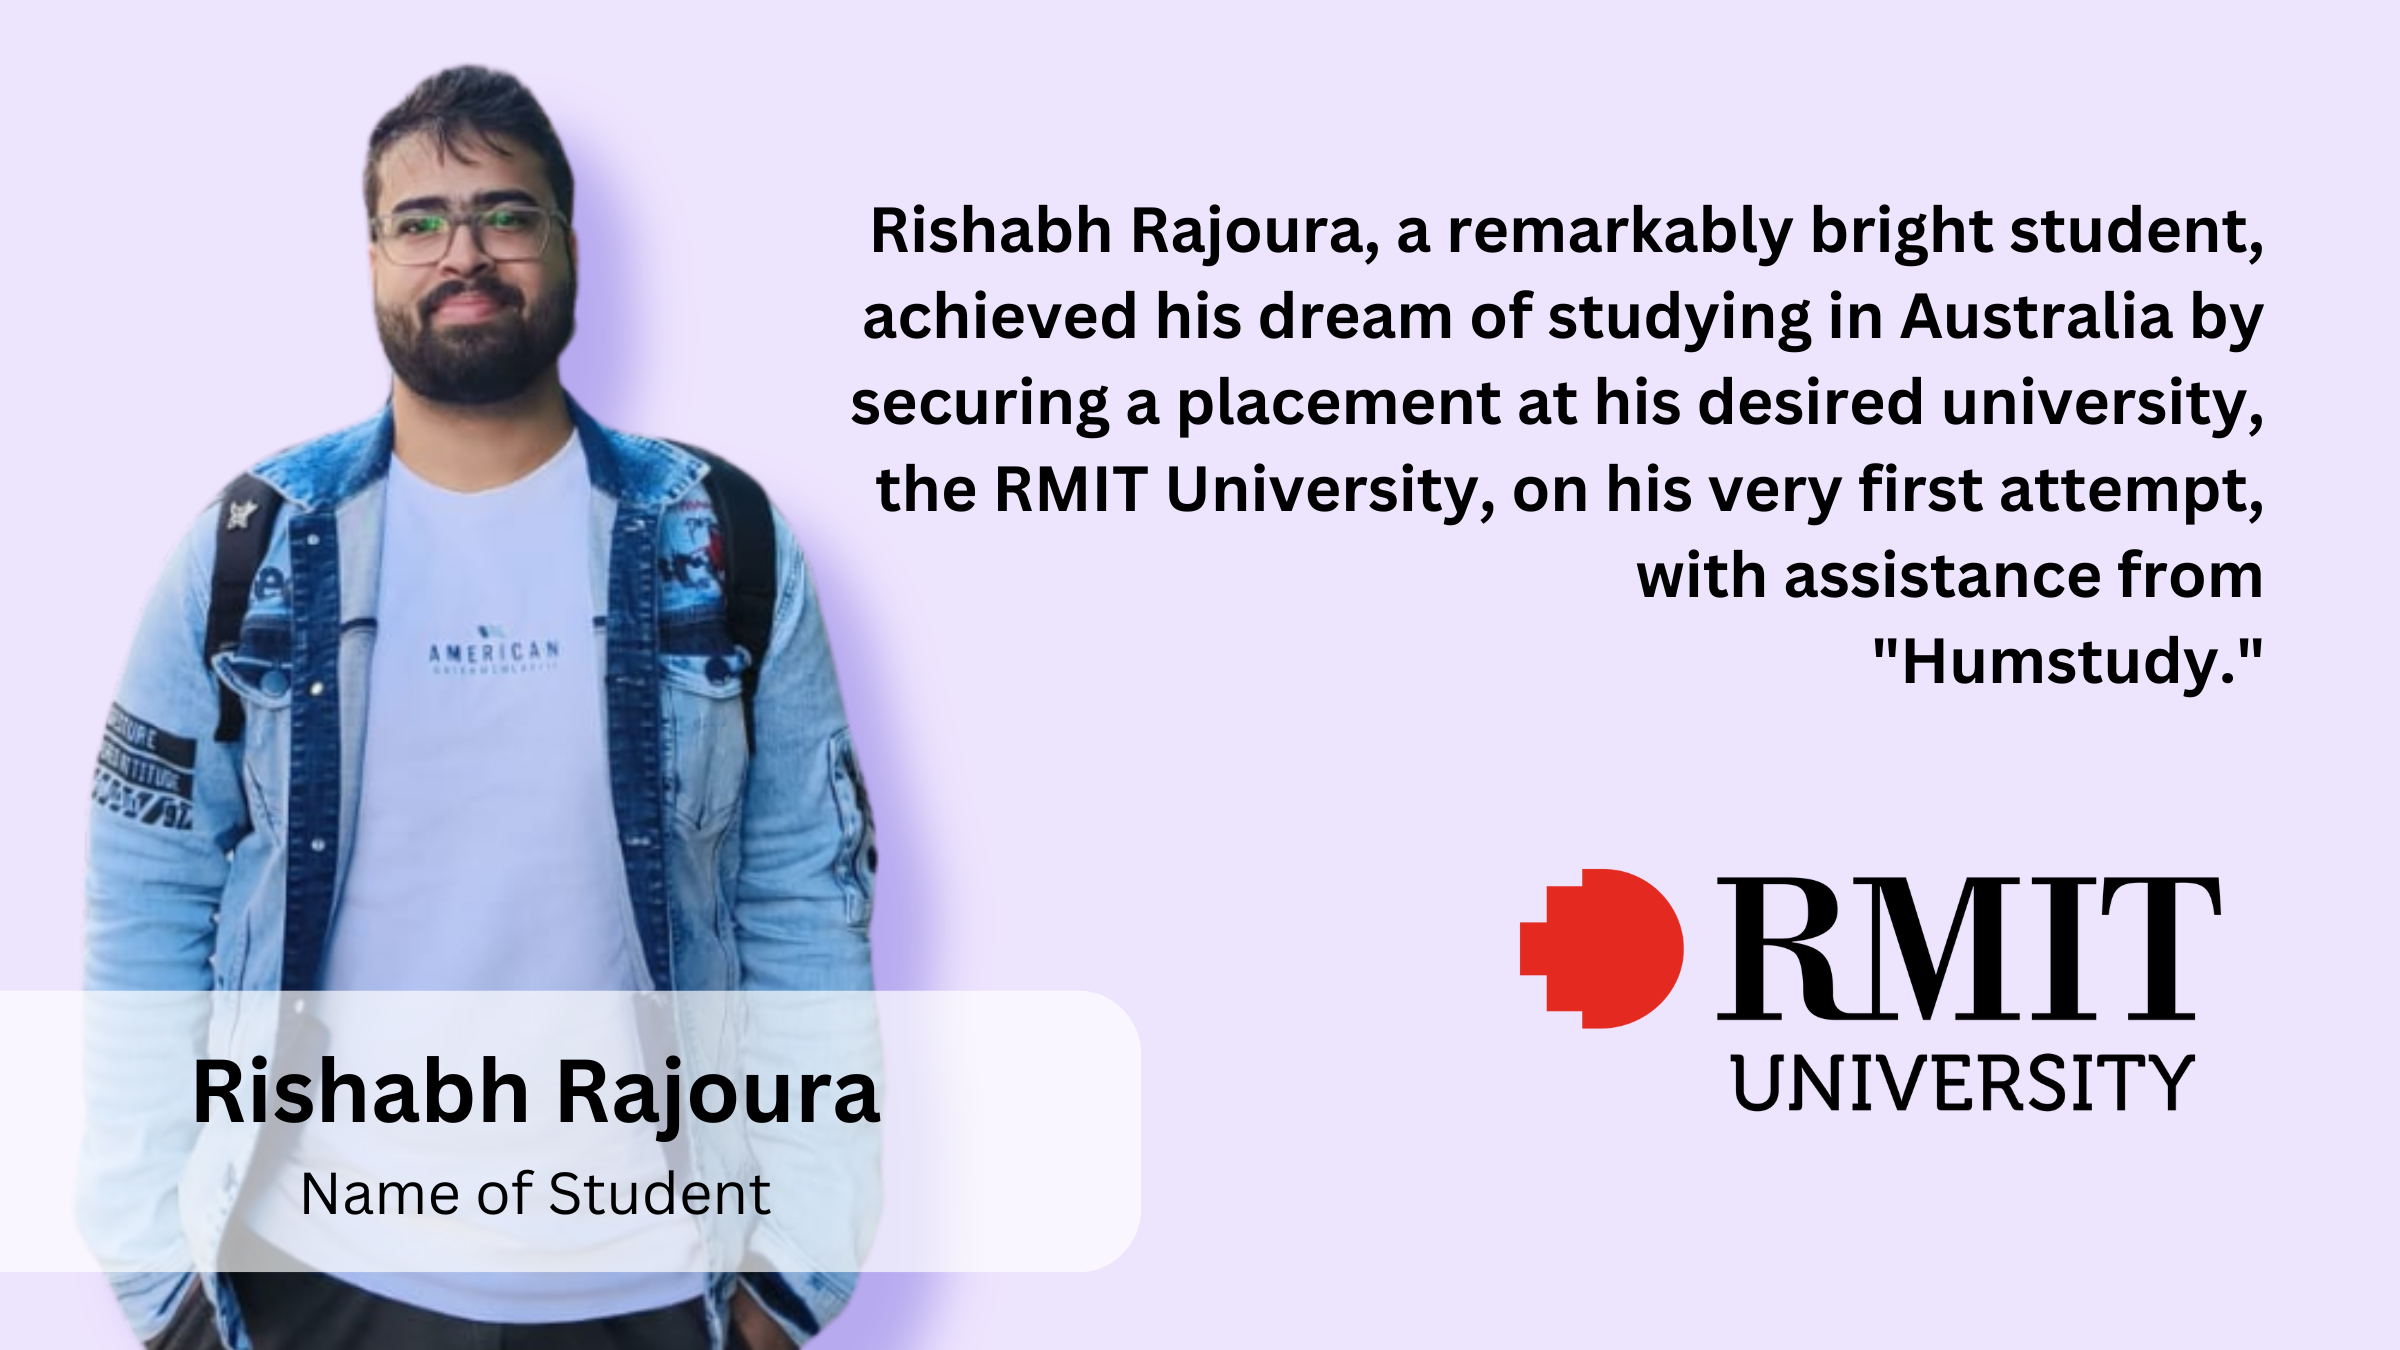 Rishabh Rajoura, a remarkably bright student,
achieved his dream of studying in Australia by
securing a placement at his desired university,
the RMIT University, on his very first attempt,
with assistance from
"Humstudy."
AMERICAN
RMIT
UNIVERSITY
Rishabh Rajoura
Name of Student